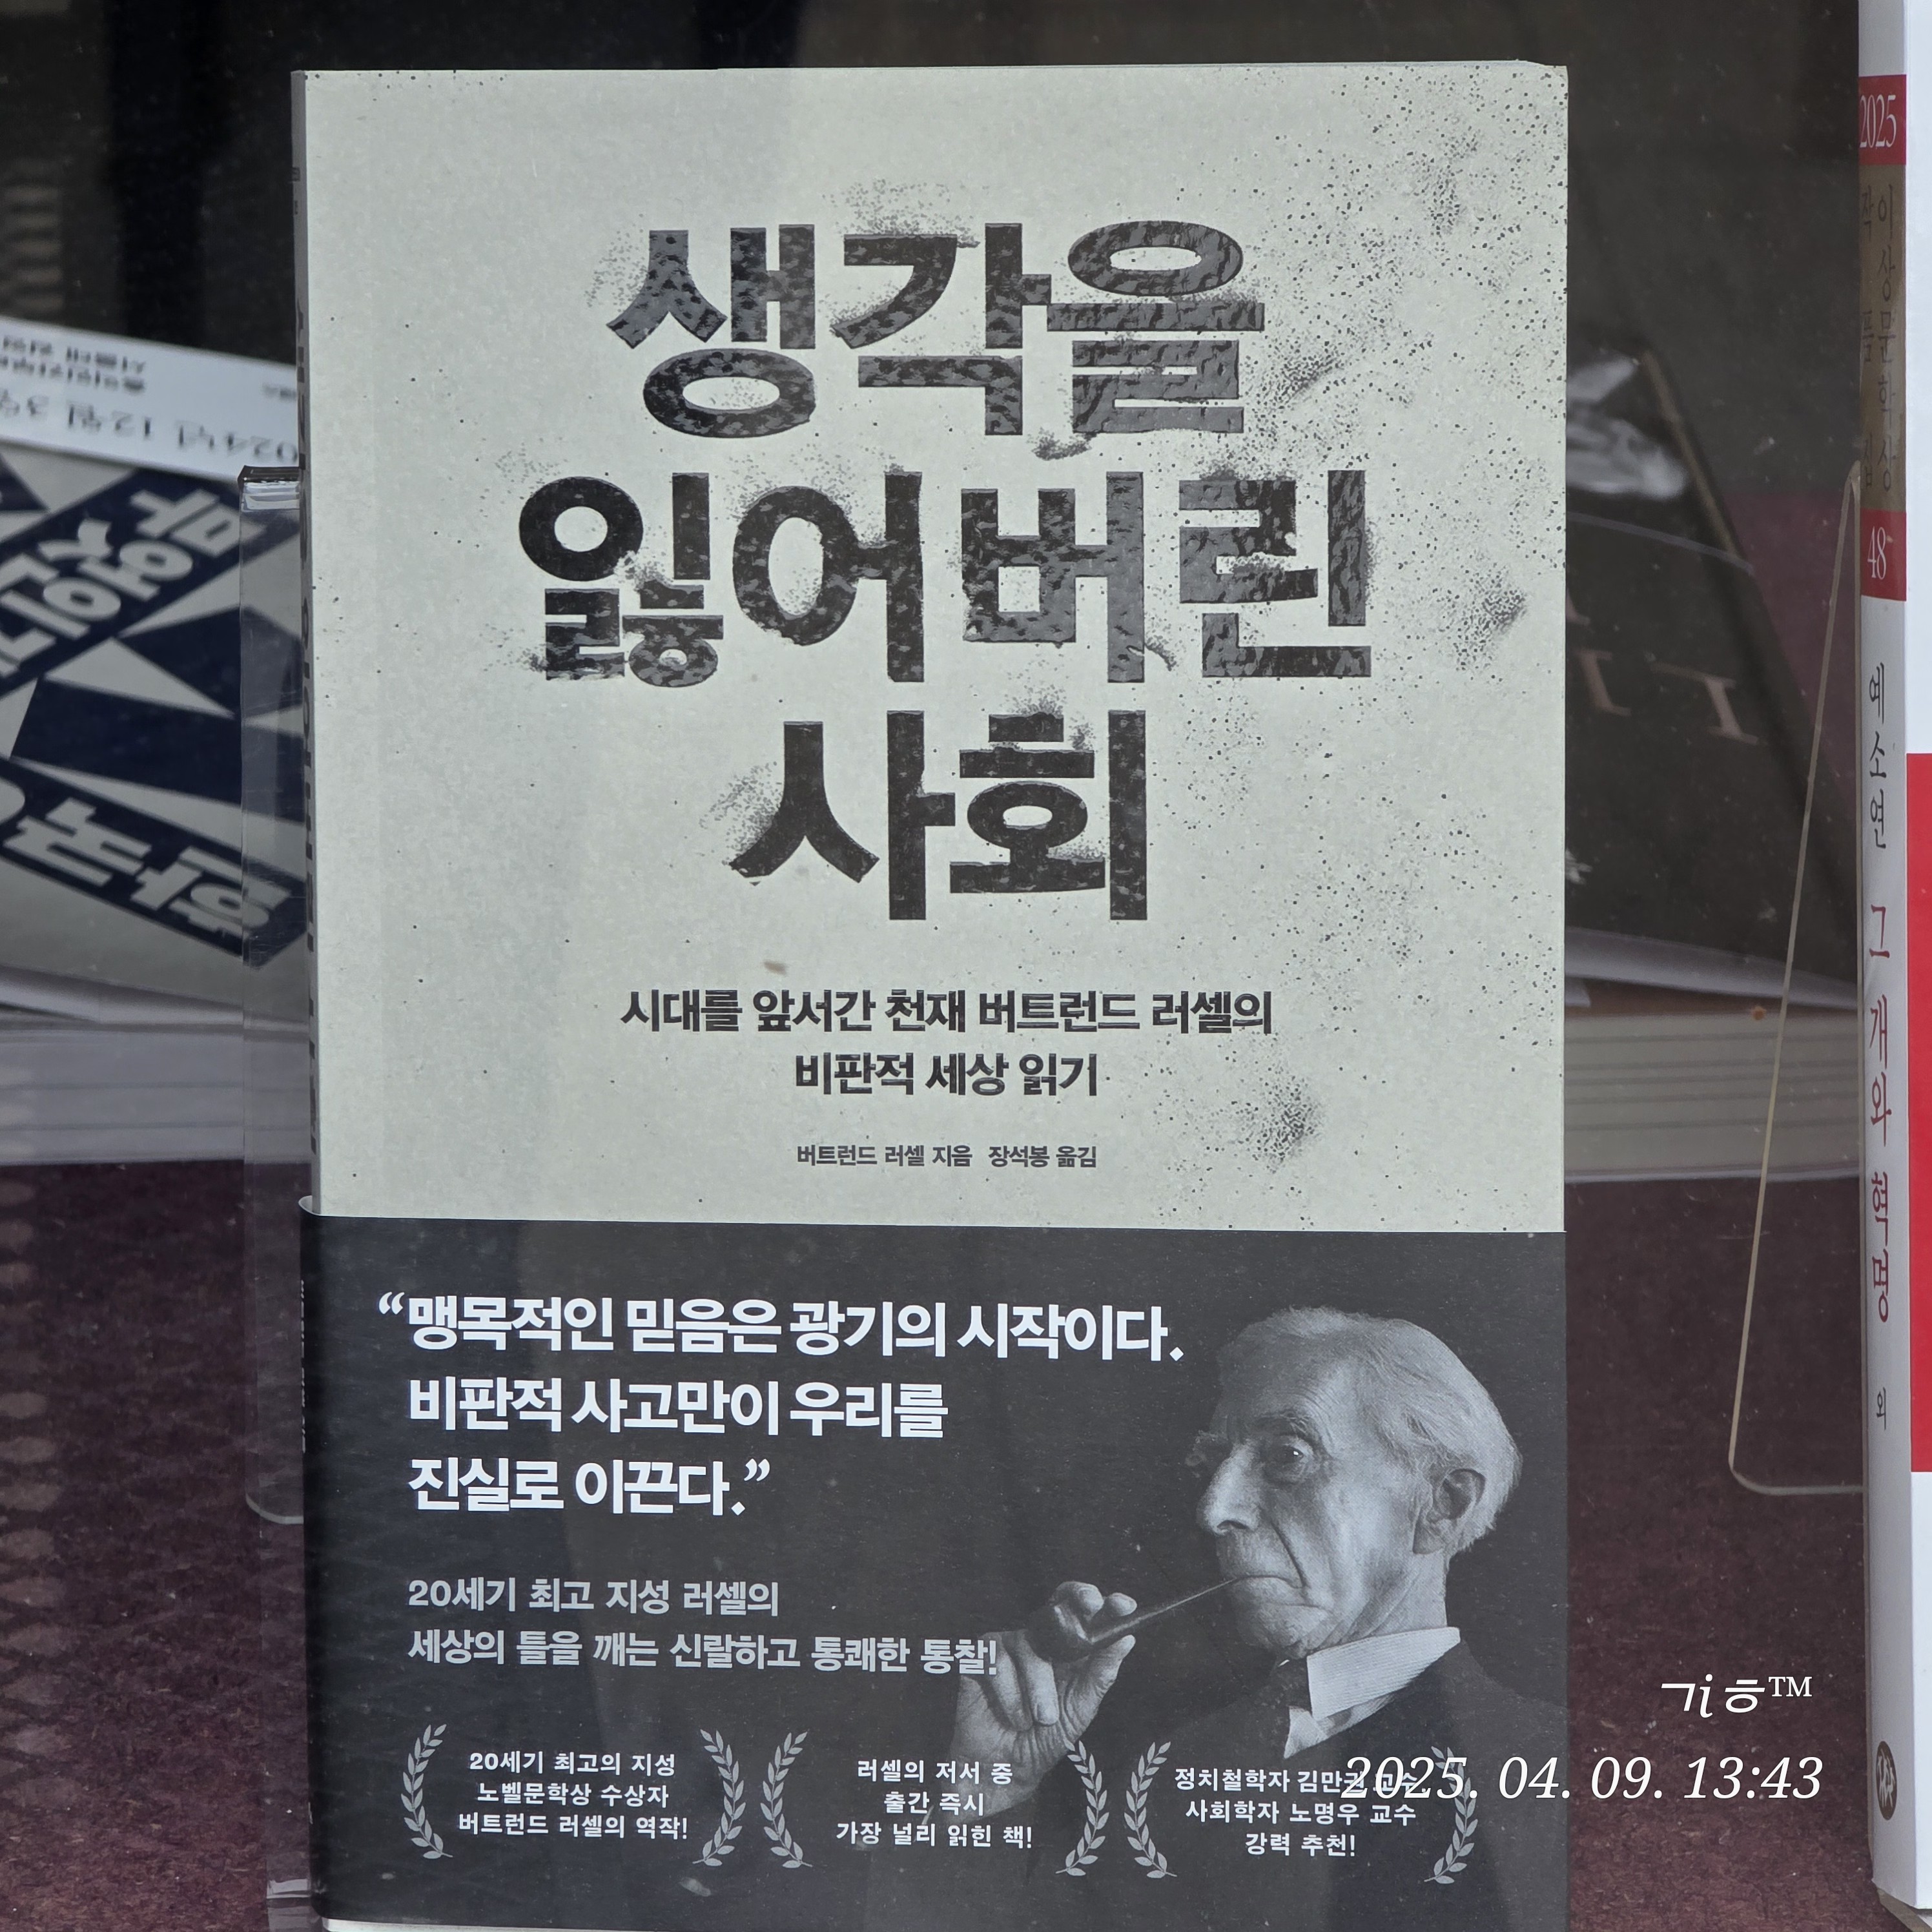 생각을
잃어버린
사회
시대를 앞서간 천재 버트런드 러셀의
비판적 세상 읽기
버트런드 러셀 지음 장석봉 옮김
“맹목적인 믿음은 광기의 시작이다.
비판적 사고만이 우리를
진실로 이끈다.”
20세기 최고 지성 러셀의
세상의 틀을 깨는 신랄하고 통쾌한 통찰!
20세기 최고의 지성
노벨문학상 수상자
버트런드 러셀의 역작!
러셀의 저서 중
출간 즉시
가장 널리 읽힌 책!
정치철학자 김만권 교수,
사회학자 노명우 교수
강력 추천!
2025
이상문학상
작품집
48
예소연 그 개와 혁명 외
ㄱiㅎ™
2025. 04. 09. 13:43